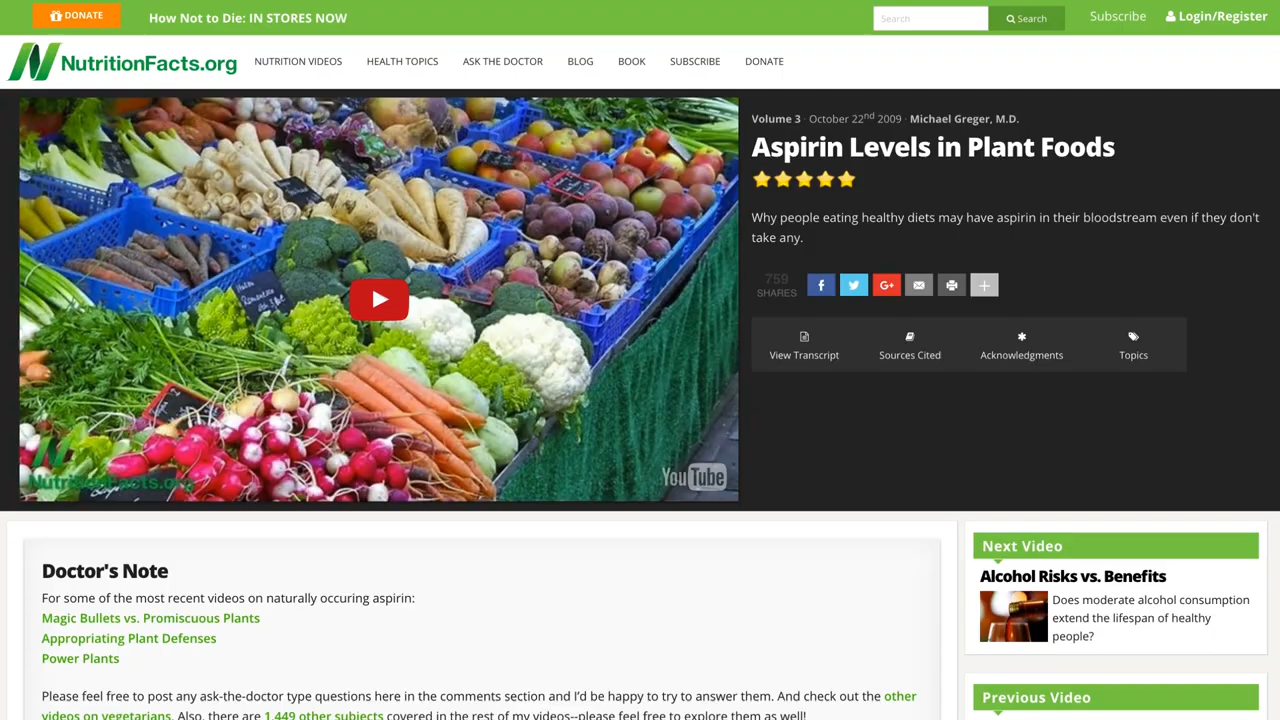 DONATE
How Not to Die: IN STORES NOW
Search
Search
Subscribe
Login/Register
NutritionFacts.org
NUTRITION VIDEOS
HEALTH TOPICS
ASK THE DOCTOR
BLOG
BOOK
SUBSCRIBE
DONATE
Volume 3 · October 22nd 2009 · Michael Greger, M.D.
Aspirin Levels in Plant Foods
Why people eating healthy diets may have aspirin in their bloodstream even if they don't
take any.
759
SHARES
View Transcript
Sources Cited
Acknowledgments
Topics
NutritionFacts.org
YouTube
Doctor's Note
For some of the most recent videos on naturally occuring aspirin:
Magic Bullets vs. Promiscuous Plants
Appropriating Plant Defenses
Power Plants
Please feel free to post any ask-the-doctor type questions here in the comments section and I'd be happy to try to answer them. And check out the other
videos on vegetarians. Also, there are 1,449 other subjects covered in the rest of my videos--please feel free to explore them as well!
Next Video
Alcohol Risks vs. Benefits
Does moderate alcohol consumption
extend the lifespan of healthy
people?
Previous Video